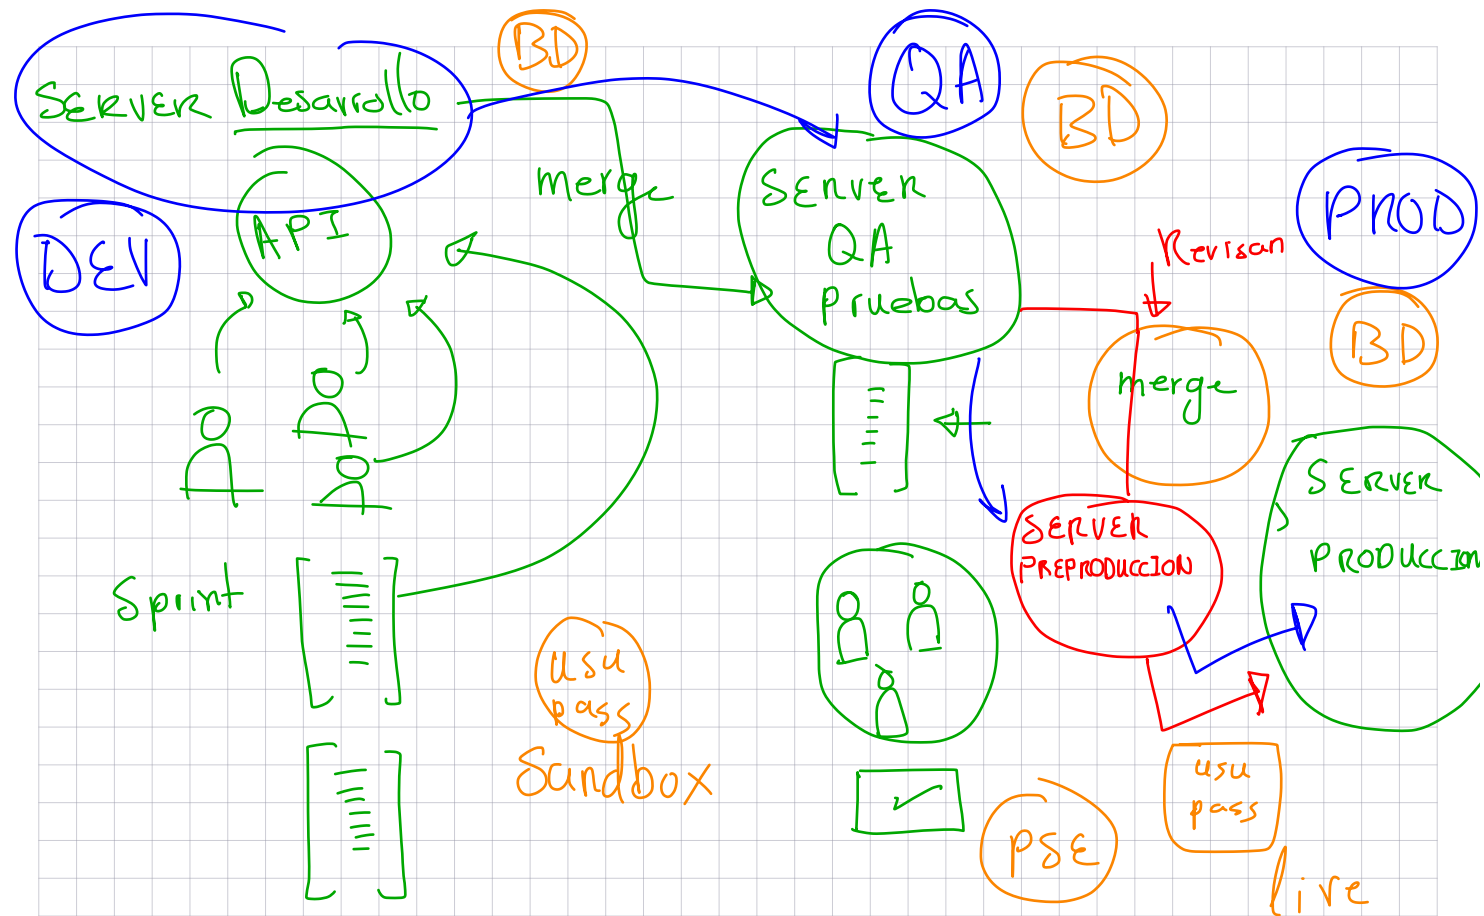 BD
QA
SERVER Desarrollo
BD
merge
SERVER
QA
Pruebas
PROD
API
DEV
Revisan
BD
merge
SERVER
PRODUCCION
SERVER
PREPRODUCCION
Sprint
usu
pass
Sandbox
usu
pass
PSE
live